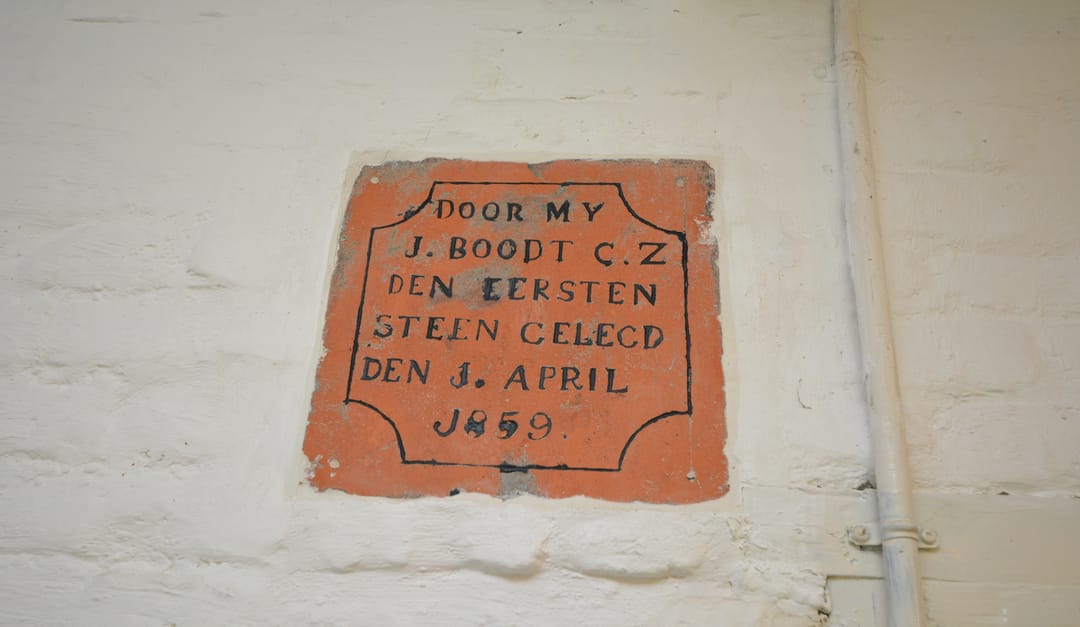 DOOR MY
J. BOODT C.Z
DEN EERSTEN
STEEN GELEGD
DEN 1. APRIL
1859.